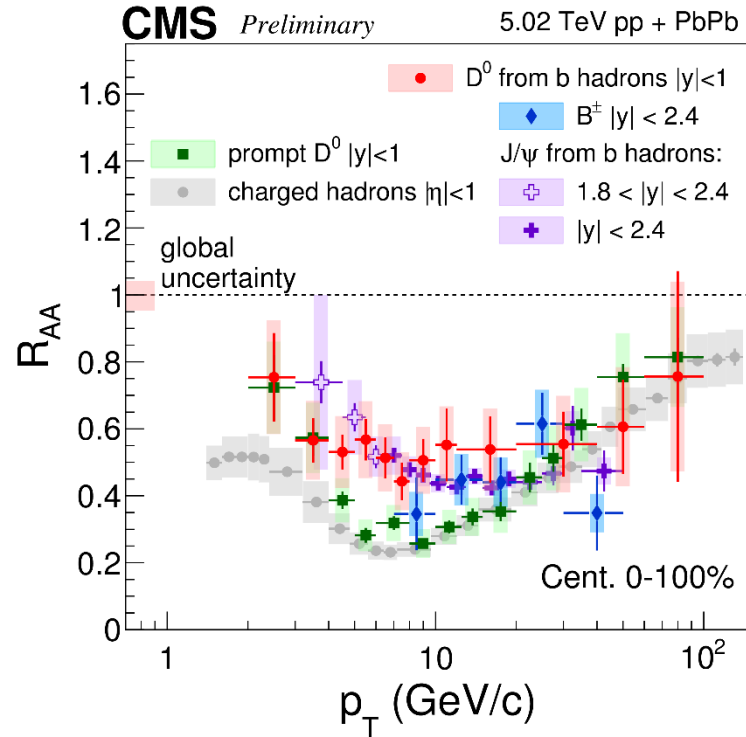 CMS Preliminary 5.02 TeV pp + PbPb
D⁰ from b hadrons |y|<1
B± |y| < 2.4
J/ψ from b hadrons:
1.8 < |y| < 2.4
|y| < 2.4
prompt D⁰ |y|<1
charged hadrons |η|<1
global
uncertainty
Cent. 0-100%
R_AA
1.6
1.4
1.2
1
0.8
0.6
0.4
0.2
0
1 10 10²
p_T (GeV/c)